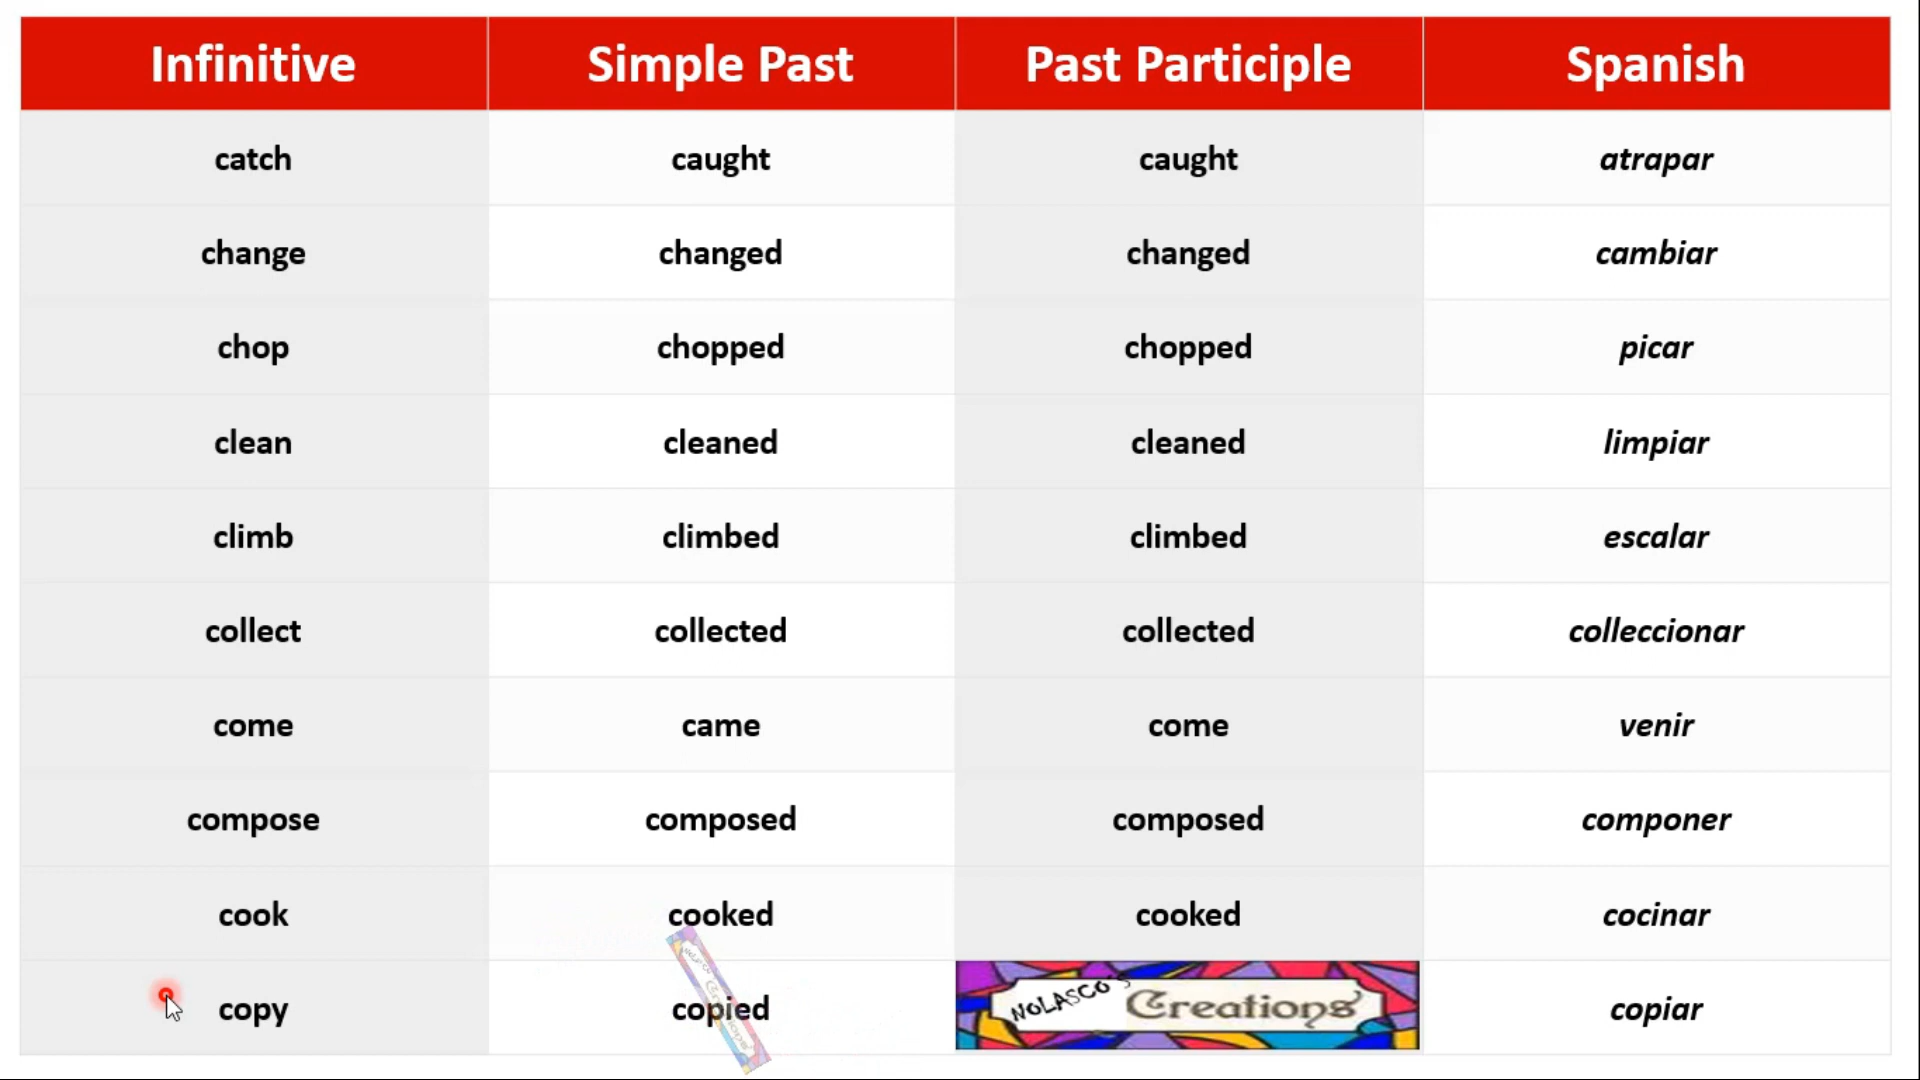 Infinitive Simple Past Past Participle Spanish
catch caught caught atrapar
change changed changed cambiar
chop chopped chopped picar
clean cleaned cleaned limpiar
climb climbed climbed escalar
collect collected collected colleccionar
come came come venir
compose composed composed componer
cook cooked cooked cocinar
copy copied NOLASCO'S Creations copiar